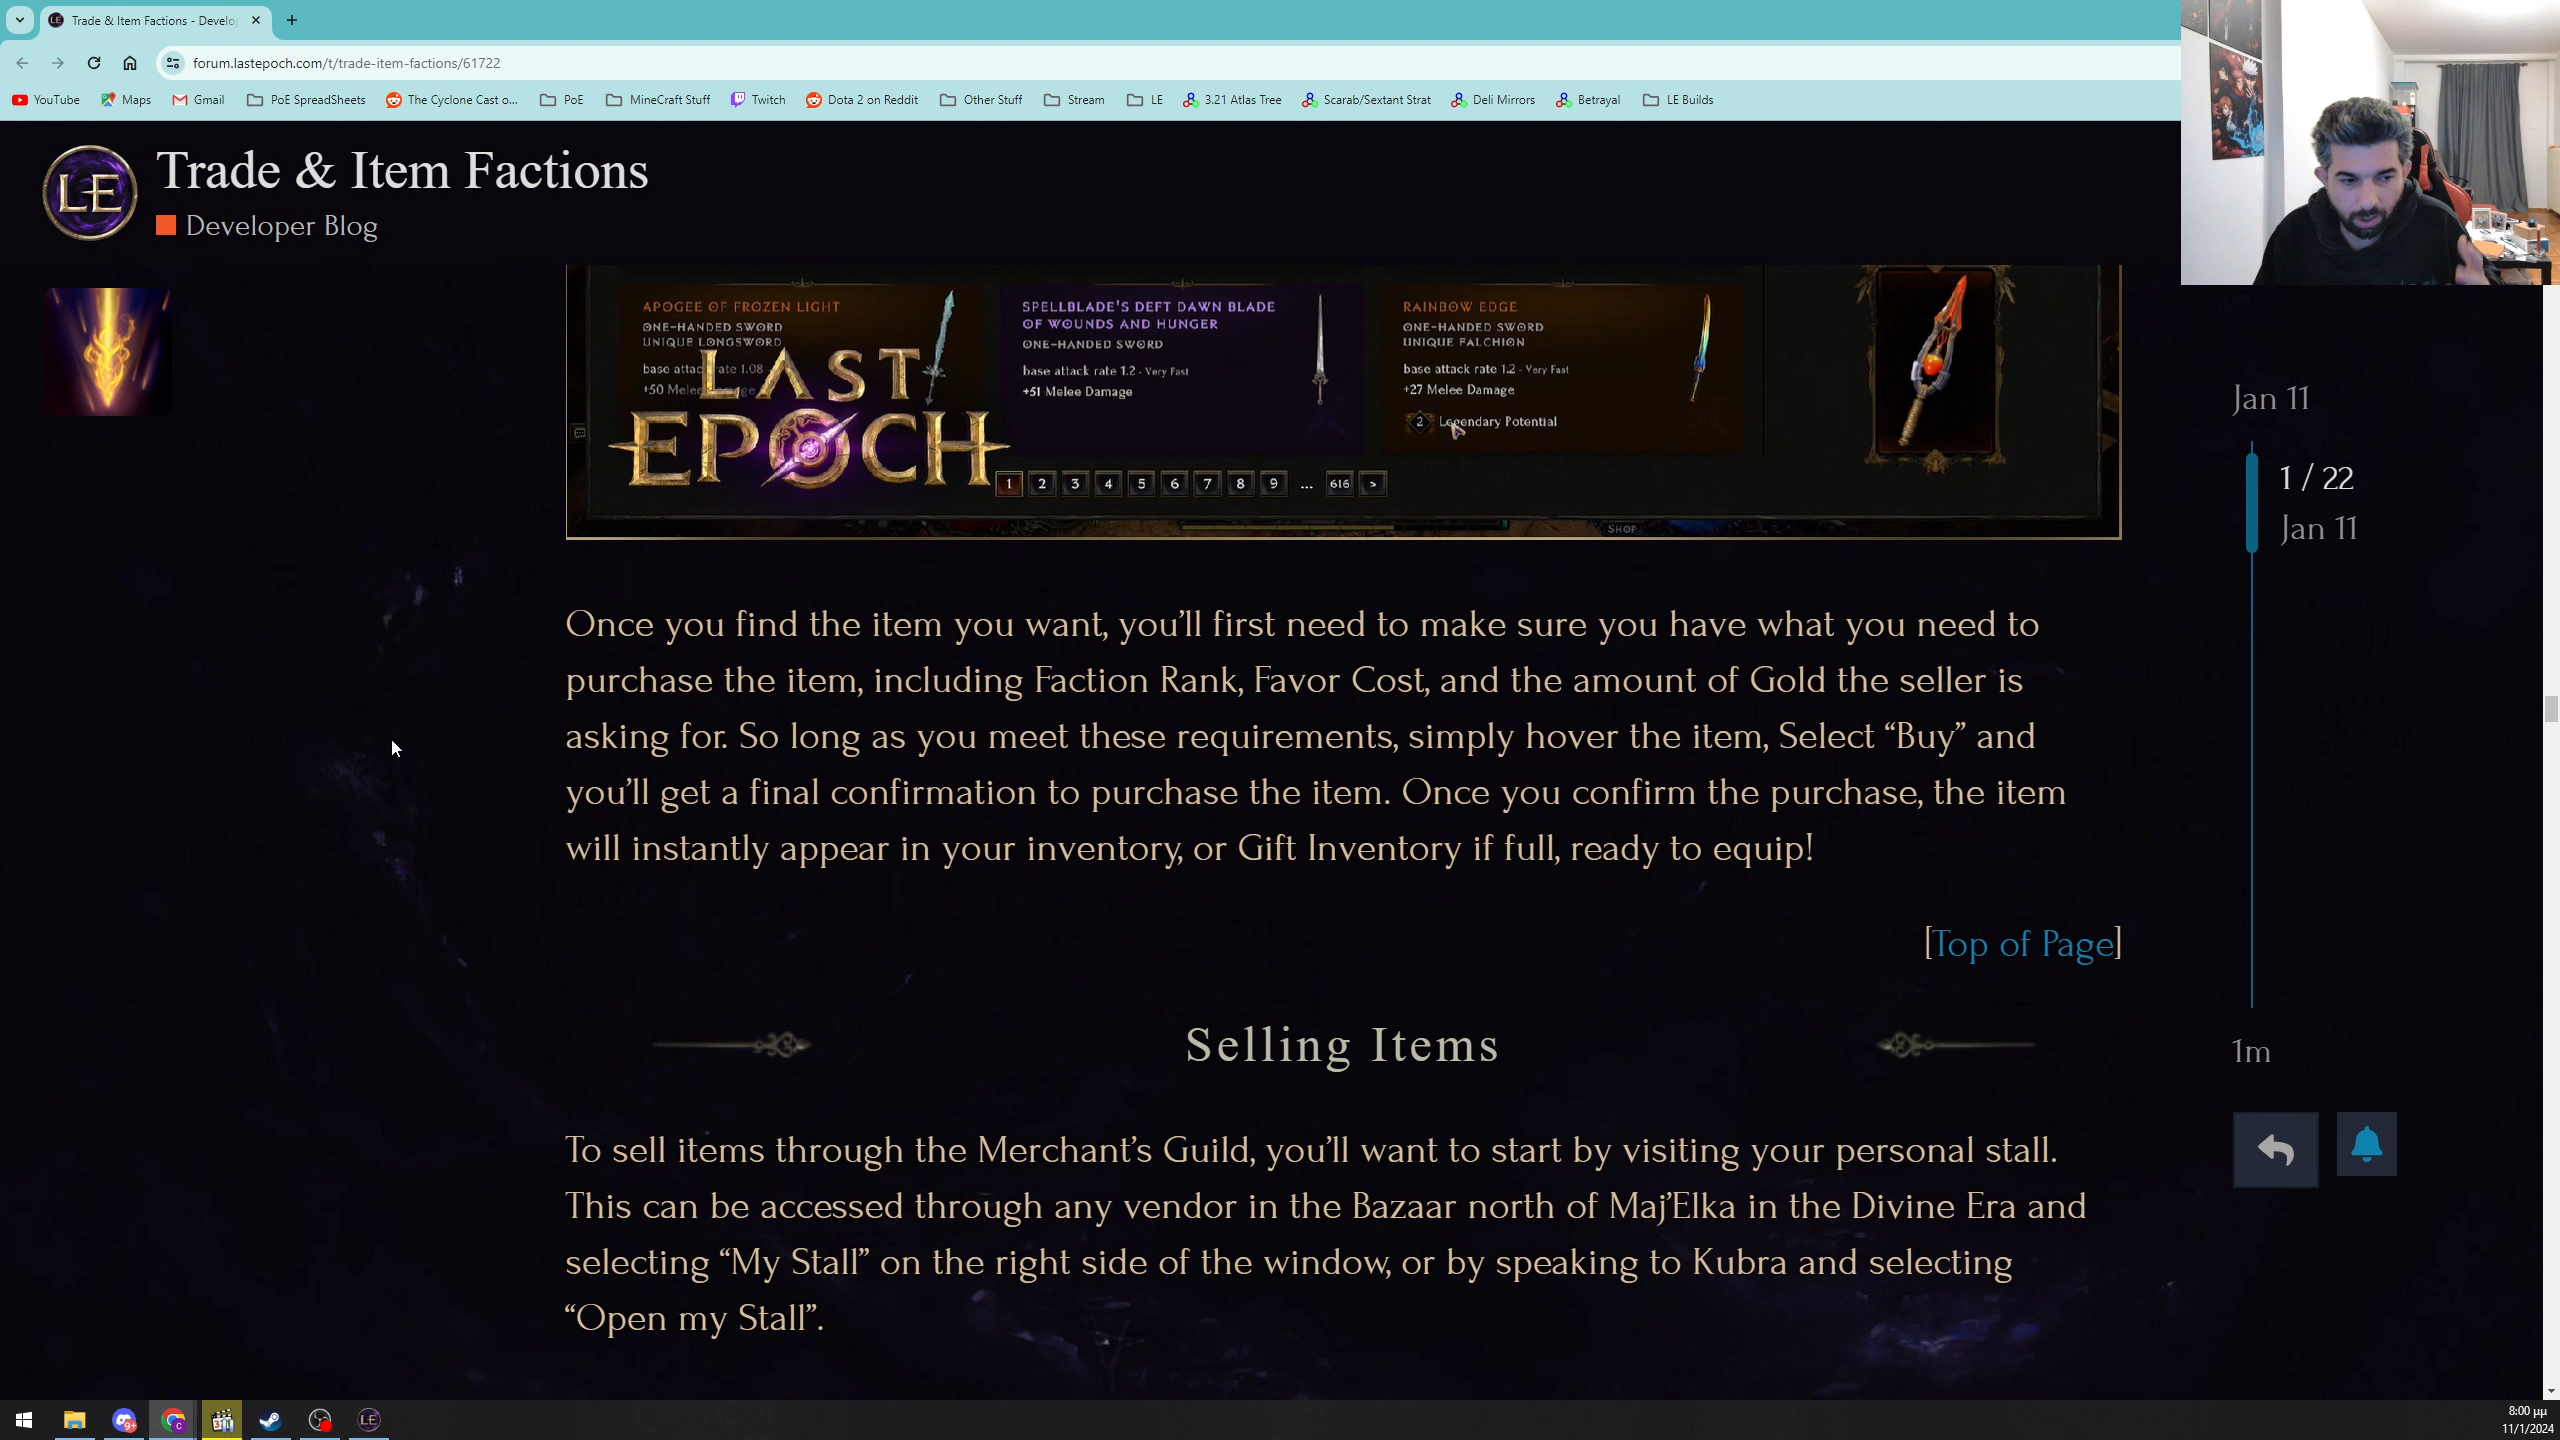 Trade & Item Factions - Develo
forum.lastepoch.com/t/trade-item-factions/61722
YouTube Maps Gmail PoE SpreadSheets The Cyclone Cast o... PoE MineCraft Stuff Twitch Dota 2 on Reddit Other Stuff Stream LE 3.21 Atlas Tree Scarab/Sextant Strat Deli Mirrors Betrayal LE Builds
LE
Trade & Item Factions
Developer Blog
APOGEE OF FROZEN LIGHT
ONE-HANDED SWORD
UNIQUE LONGSWORD
base attack rate 1.08
+50 Melee Damage
SPELLBLADE'S DEFT DAWN BLADE
OF WOUNDS AND HUNGER
ONE-HANDED SWORD
base attack rate 1.2 - Very Fast
+51 Melee Damage
RAINBOW EDGE
ONE-HANDED SWORD
UNIQUE FALCHION
base attack rate 1.2 - Very Fast
+27 Melee Damage
2 Legendary Potential
LAST
EPOCH
1 2 3 4 5 6 7 8 9 ... 616 >
SHOP
Jan 11
1 / 22
Jan 11
Once you find the item you want, you'll first need to make sure you have what you need to
purchase the item, including Faction Rank, Favor Cost, and the amount of Gold the seller is
asking for. So long as you meet these requirements, simply hover the item, Select “Buy” and
you'll get a final confirmation to purchase the item. Once you confirm the purchase, the item
will instantly appear in your inventory, or Gift Inventory if full, ready to equip!
[Top of Page]
Selling Items
1m
To sell items through the Merchant's Guild, you'll want to start by visiting your personal stall.
This can be accessed through any vendor in the Bazaar north of Maj'Elka in the Divine Era and
selecting “My Stall” on the right side of the window, or by speaking to Kubra and selecting
“Open my Stall”.
9+
LE
8:00 μμ
11/1/2024